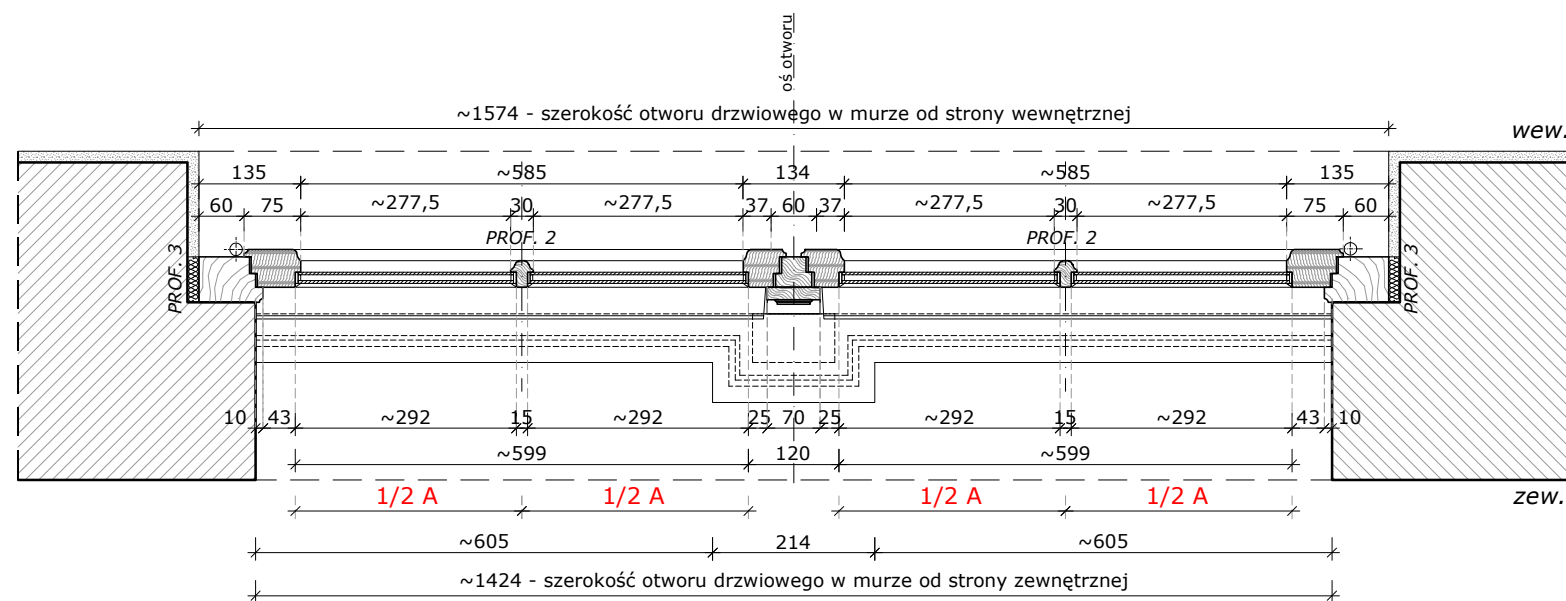 oś otworu
~1574 - szerokość otworu drzwiowego w murze od strony wewnętrznej
wew.
135 ~585 134 ~585 135
60 75 ~277,5 30 ~277,5 37 60 37 ~277,5 30 ~277,5 75 60
PROF. 2 PROF. 2
PROF. 3 PROF. 3
10 43 ~292 15 ~292 25 70 25 ~292 15 ~292 43 10
~599 120 ~599
1/2 A 1/2 A 1/2 A 1/2 A
zew.
~605 214 ~605
~1424 - szerokość otworu drzwiowego w murze od strony zewnętrznej